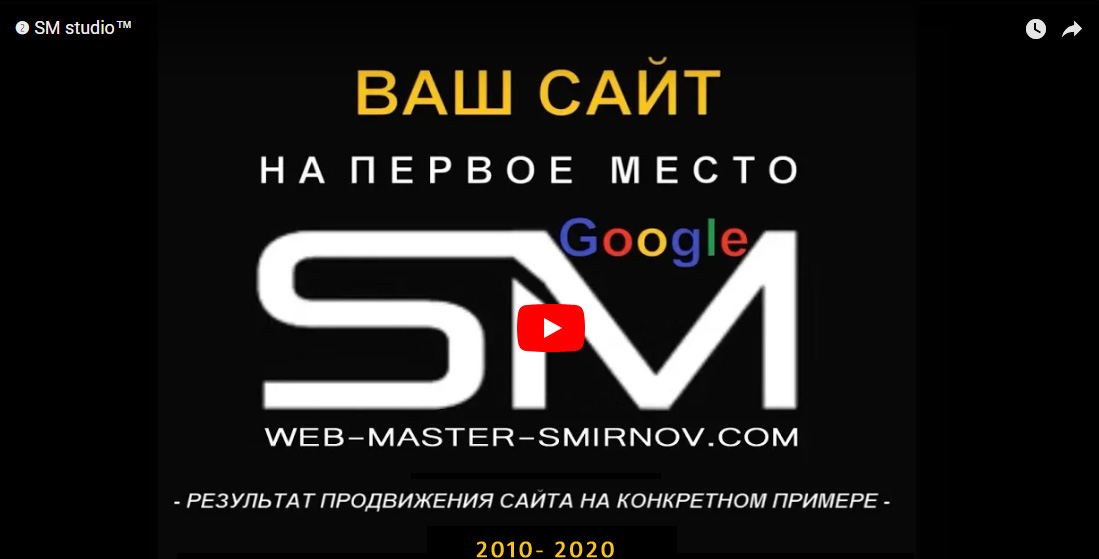 ❷ SM studio™
ВАШ САЙТ
НА ПЕРВОЕ МЕСТО
Google
SM
WEB-MASTER-SMIRNOV.COM
- РЕЗУЛЬТАТ ПРОДВИЖЕНИЯ САЙТА НА КОНКРЕТНОМ ПРИМЕРЕ -
2010- 2020